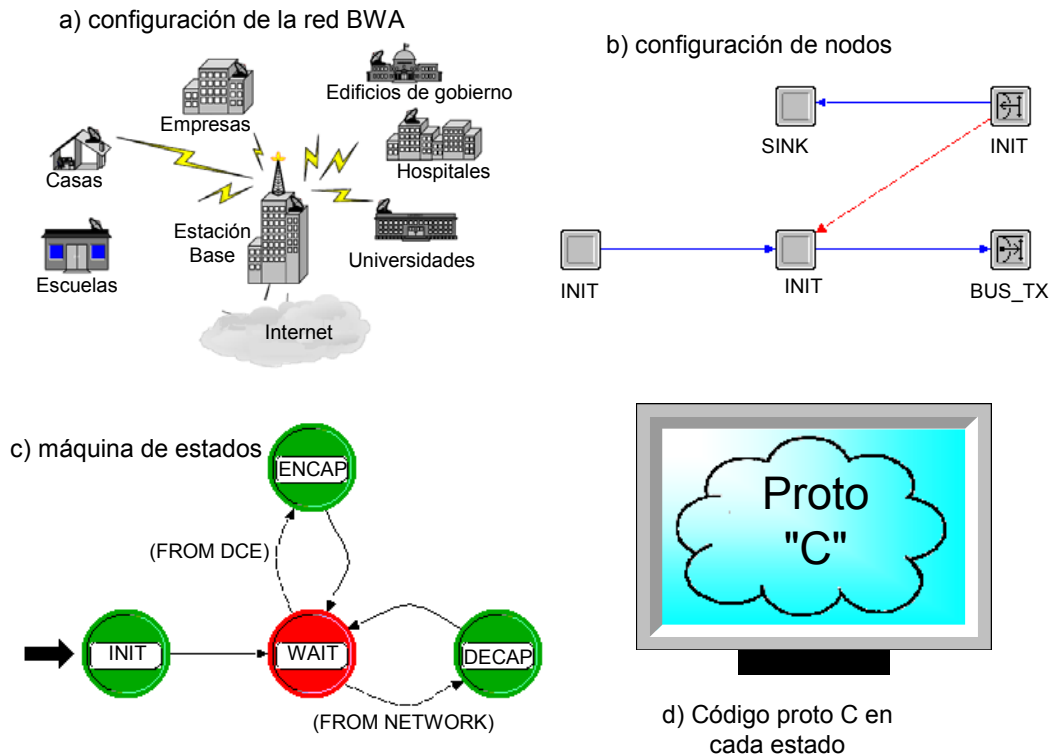 a) configuración de la red BWA
Empresas
Edificios de gobierno
Casas
Hospitales
Estación
Base
Escuelas
Universidades
Internet
b) configuración de nodos
SINK
INIT
INIT
INIT
BUS_TX
c) máquina de estados
ENCAP
(FROM DCE)
INIT
WAIT
DECAP
(FROM NETWORK)
Proto
"C"
d) Código proto C en
cada estado